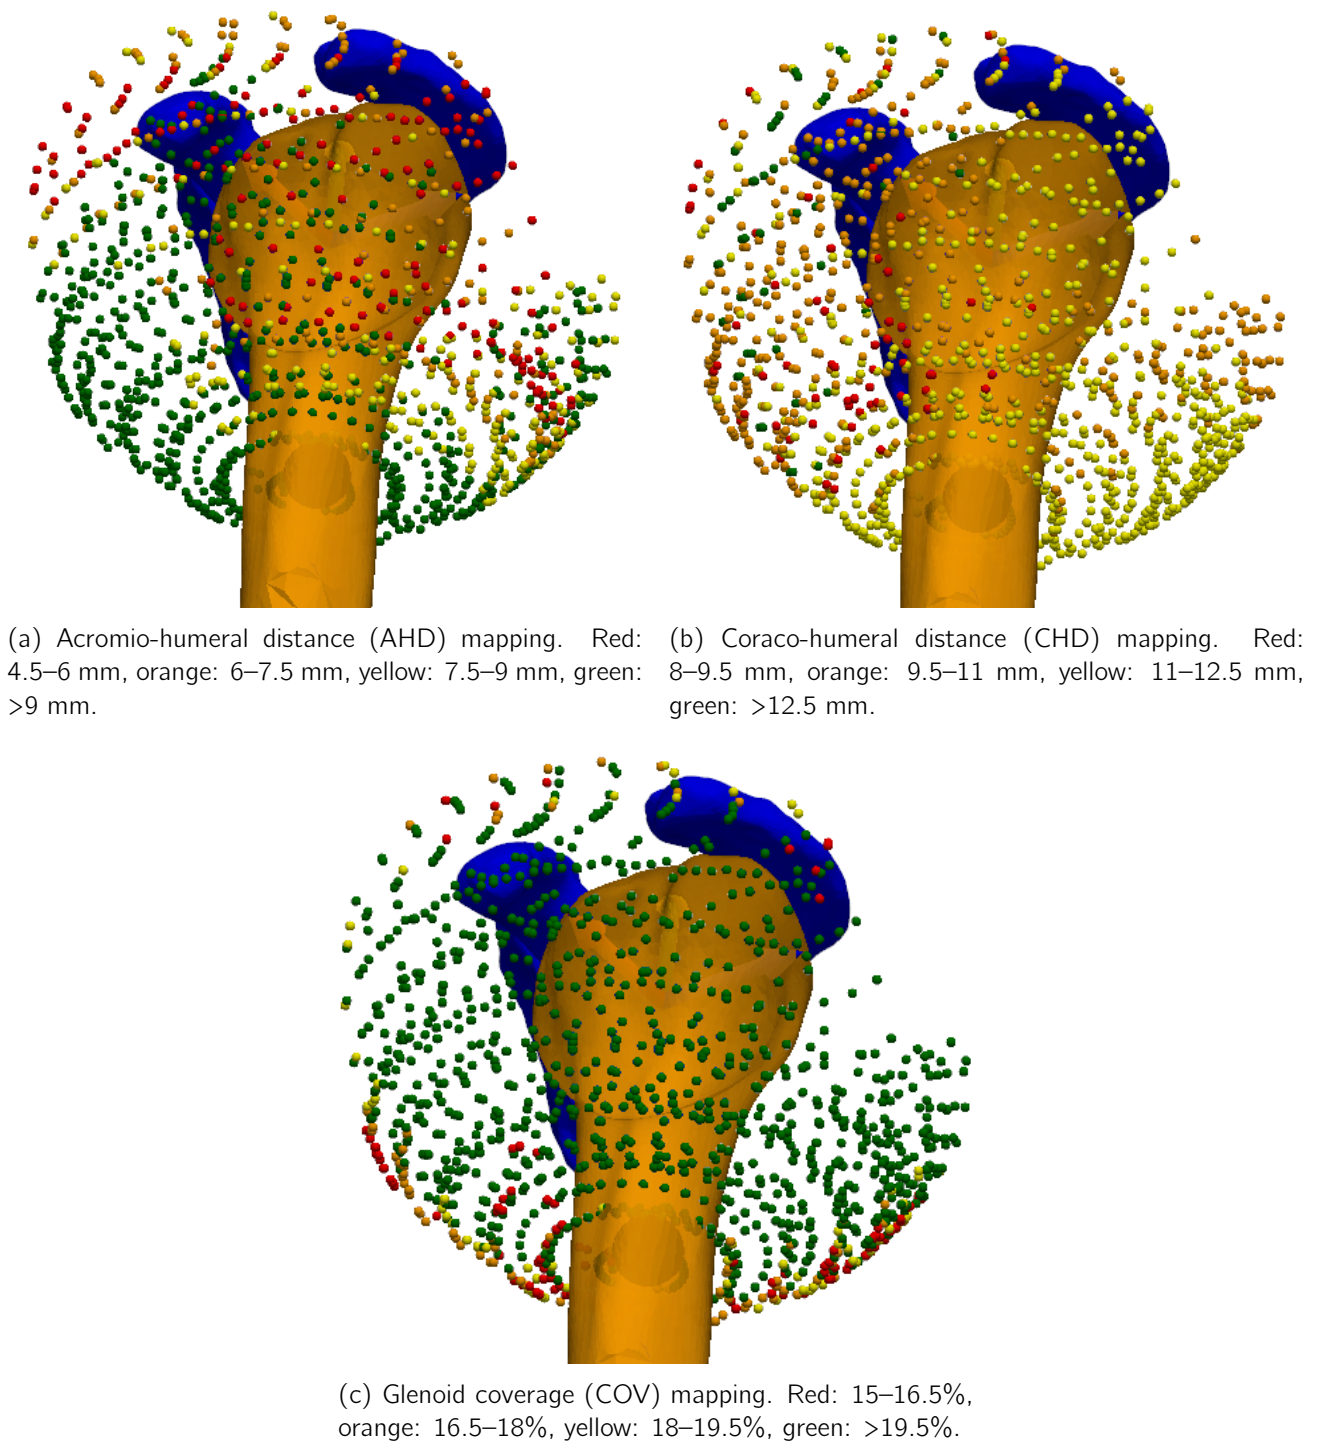 (a) Acromio-humeral distance (AHD) mapping. Red:
4.5–6 mm, orange: 6–7.5 mm, yellow: 7.5–9 mm, green:
>9 mm.
(b) Coraco-humeral distance (CHD) mapping. Red:
8–9.5 mm, orange: 9.5–11 mm, yellow: 11–12.5 mm,
green: >12.5 mm.
(c) Glenoid coverage (COV) mapping. Red: 15–16.5%,
orange: 16.5–18%, yellow: 18–19.5%, green: >19.5%.